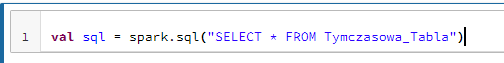 1 val sql = spark.sql("SELECT * FROM Tymczasowa_Tabla")